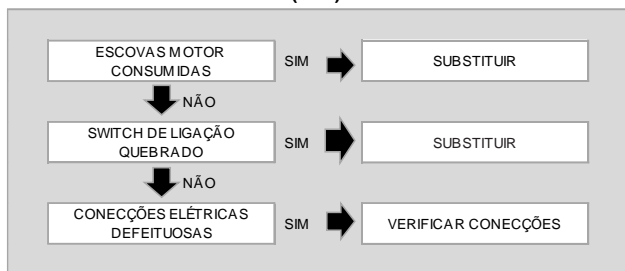 ESCOVAS MOTOR
CONSUMIDAS
SIM
SUBSTITUIR
NÃO
SWITCH DE LIGAÇÃO
QUEBRADO
SIM
SUBSTITUIR
NÃO
CONECÇÕES ELÉTRICAS
DEFEITUOSAS
SIM
VERIFICAR CONECÇÕES